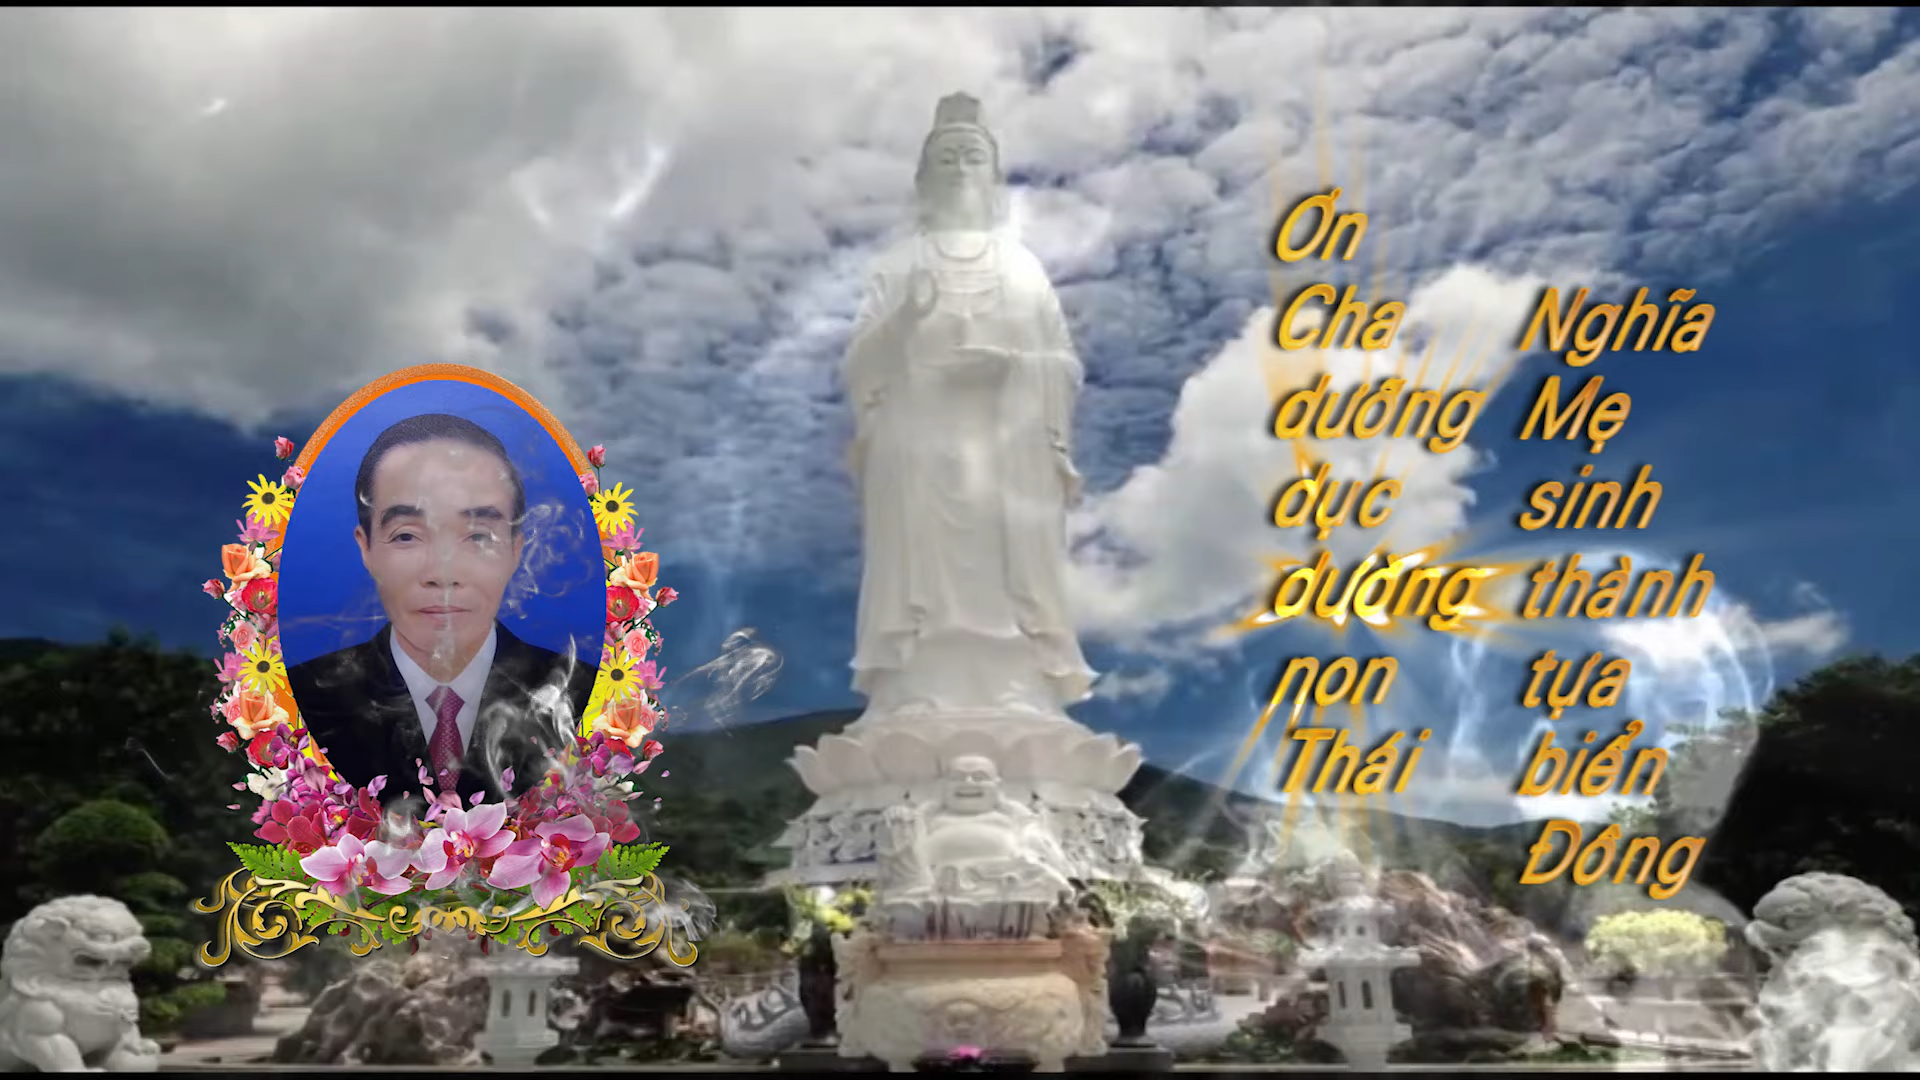 Ơn
Cha
dưỡng
dục
dường
non
Thái
Nghĩa
Mẹ
sinh
thành
tựa
biển
Đông